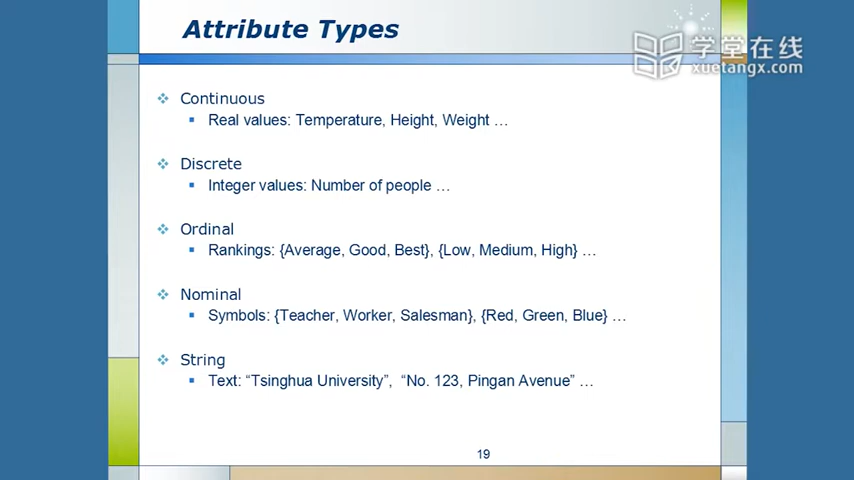 Attribute Types
学堂在线
xuetangx.com
Continuous
Real values: Temperature, Height, Weight …
Discrete
Integer values: Number of people …
Ordinal
Rankings: {Average, Good, Best}, {Low, Medium, High} …
Nominal
Symbols: {Teacher, Worker, Salesman}, {Red, Green, Blue} …
String
Text: “Tsinghua University”, “No. 123, Pingan Avenue” …
19